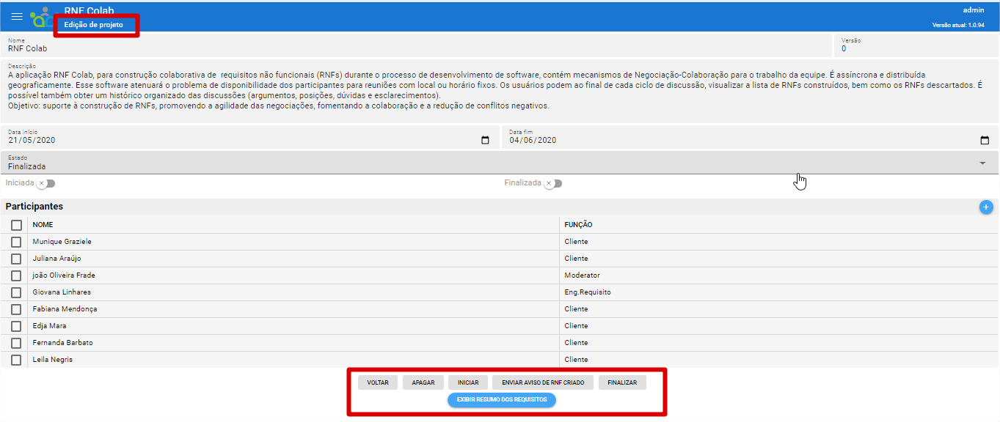 RNF Colab
admin
Edição de projeto
Versão atual: 1.0.94
Nome
RNF Colab
Versão
0
Descrição
A aplicação RNF Colab, para construção colaborativa de requisitos não funcionais (RNFs) durante o processo de desenvolvimento de software, contém mecanismos de Negociação-Colaboração para o trabalho da equipe. É assíncrona e distribuída
geograficamente. Esse software atenuará o problema de disponibilidade dos participantes para reuniões com local ou horário fixos. Os usuários podem ao final de cada ciclo de discussão, visualizar a lista de RNFs construídos, bem como os RNFs descartados. É
possível também obter um histórico organizado das discussões (argumentos, posições, dúvidas e esclarecimentos).
Objetivo: suporte à construção de RNFs, promovendo a agilidade das negociações, fomentando a colaboração e a redução de conflitos negativos.
Data início
21/05/2020
Data fim
04/06/2020
Estado
Finalizada
Iniciada
Finalizada
Participantes
NOME FUNÇÃO
Munique Graziele Cliente
Juliana Araújo Cliente
joão Oliveira Frade Moderator
Giovana Linhares Eng.Requisito
Fabiana Mendonça Cliente
Edja Mara Cliente
Fernanda Barbato Cliente
Leila Negris Cliente
VOLTAR APAGAR INICIAR ENVIAR AVISO DE RNF CRIADO FINALIZAR
EXIBIR RESUMO DOS REQUISITOS